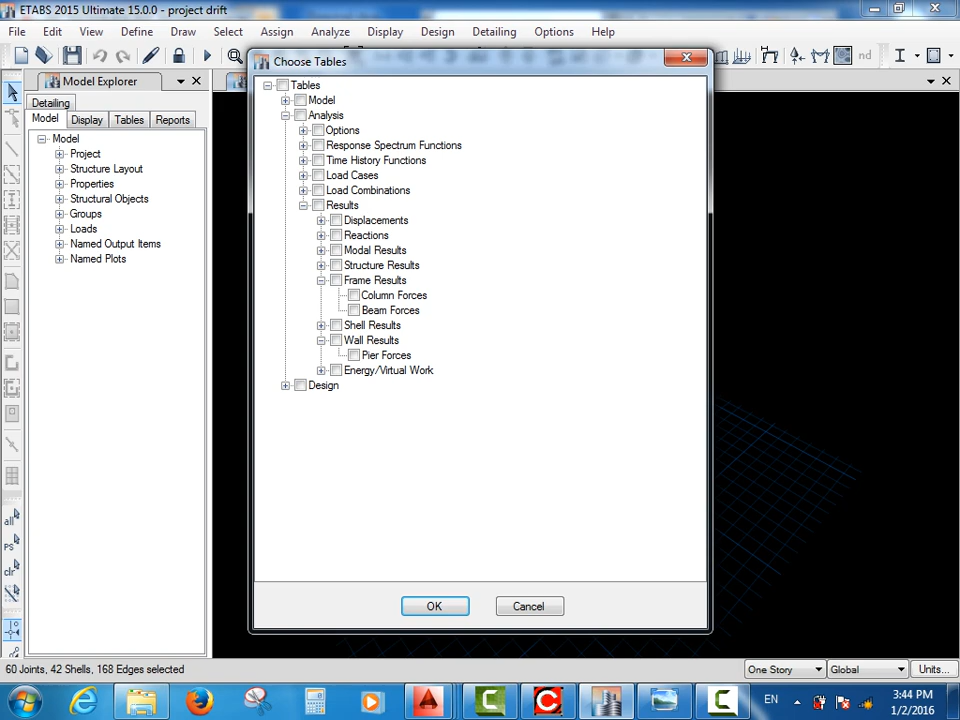 ETABS 2015 Ultimate 15.0.0 - project drift
File Edit View Define Draw Select Assign Analyze Display Design Detailing Options Help
nd
Model Explorer
Detailing
Model Display Tables Reports
Model
Project
Structure Layout
Properties
Structural Objects
Groups
Loads
Named Output Items
Named Plots
all
PS
clr
Choose Tables
Tables
Model
Analysis
Options
Response Spectrum Functions
Time History Functions
Load Cases
Load Combinations
Results
Displacements
Reactions
Modal Results
Structure Results
Frame Results
Column Forces
Beam Forces
Shell Results
Wall Results
Pier Forces
Energy/Virtual Work
Design
OK Cancel
60 Joints, 42 Shells, 168 Edges selected
One Story Global Units...
EN
3:44 PM
1/2/2016